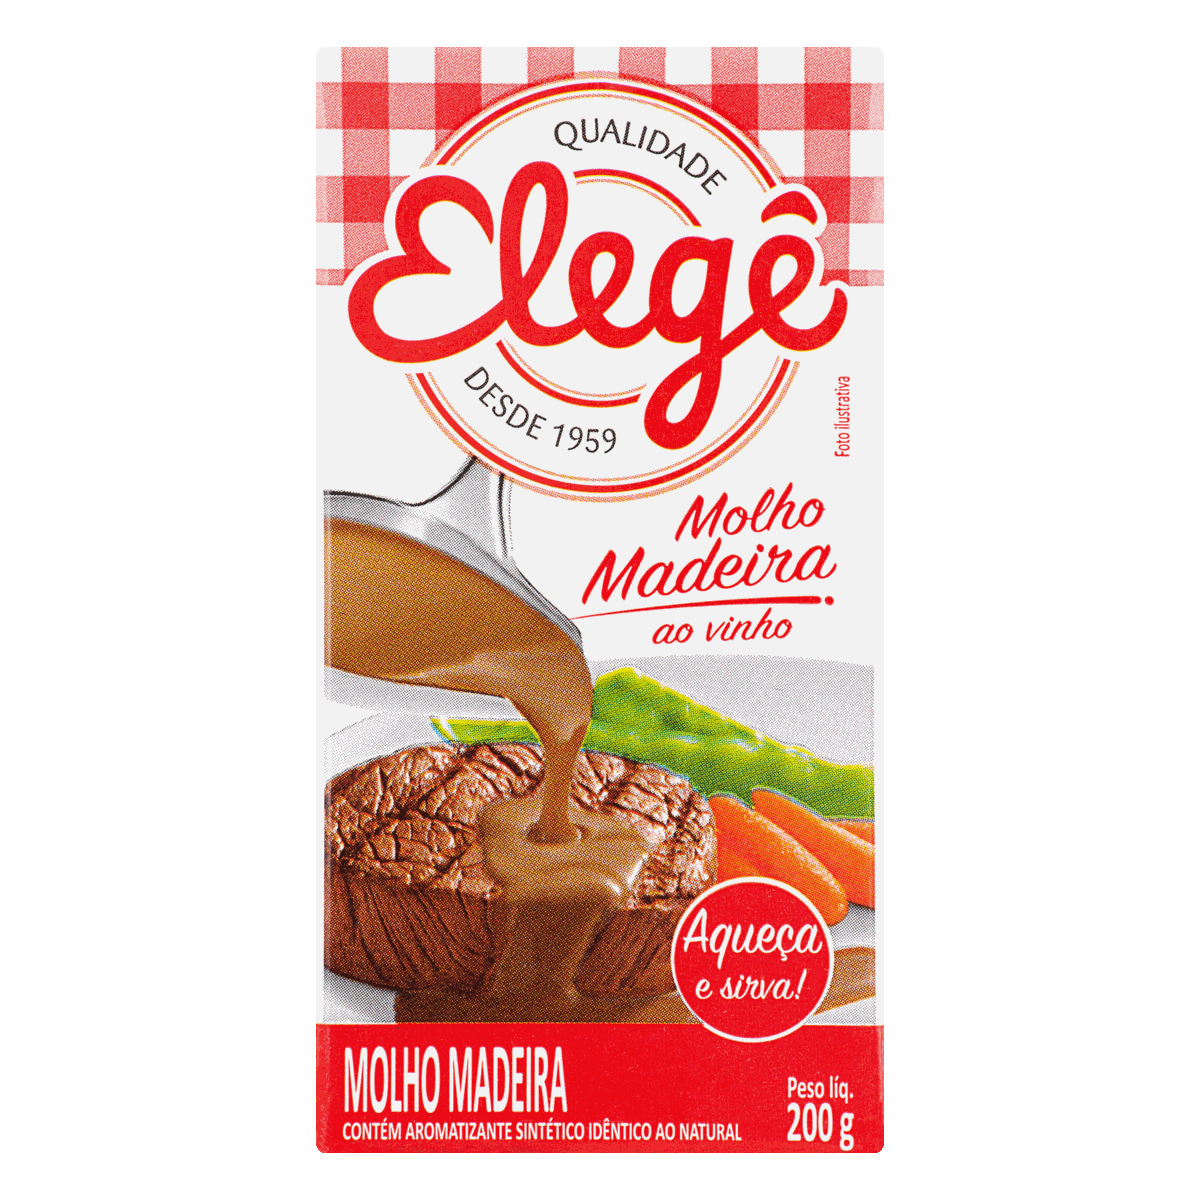 QUALIDADE
Elegê
DESDE 1959
Foto ilustrativa
Molho
Madeira
ao vinho
Aqueça
e sirva!
MOLHO MADEIRA
CONTÉM AROMATIZANTE SINTÉTICO IDÊNTICO AO NATURAL
Peso líq.
200 g